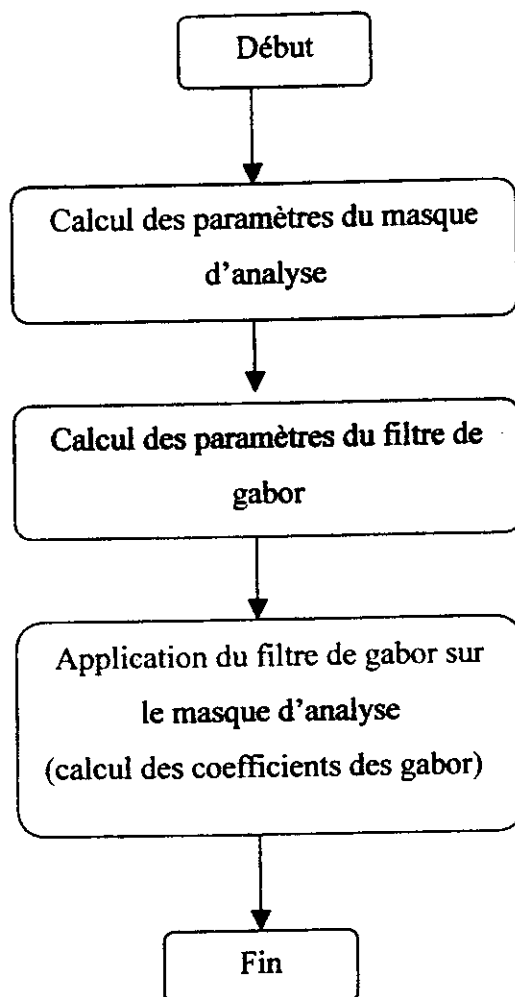 Début
Calcul des paramètres du masque
d'analyse
Calcul des paramètres du filtre de
gabor
Application du filtre de gabor sur
le masque d'analyse
(calcul des coefficients des gabor)
Fin